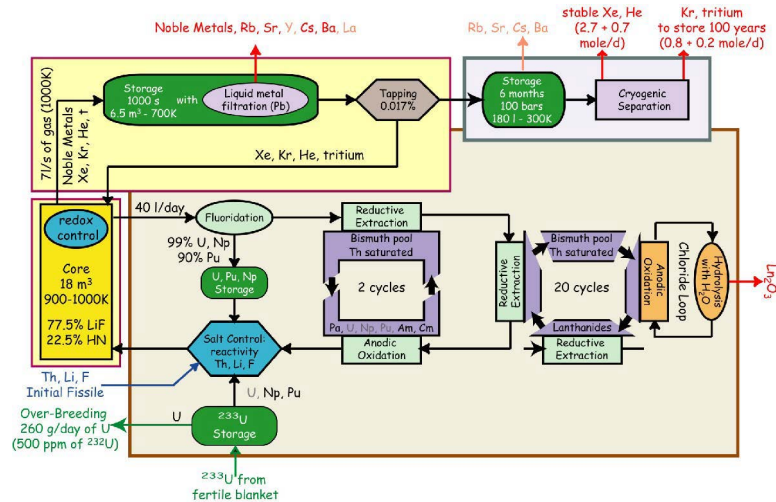 Noble Metals, Rb, Sr, Y, Cs, Ba, La
Rb, Sr, Cs, Ba
stable Xe, He
(2.7 + 0.7
mole/d)
Kr, tritium
to store 100 years
(0.8 + 0.2 mole/d)
7l/s of gas (1000K)
Noble Metals
Xe, Kr, He, t
Storage
1000 s
6.5 m³ - 700K
with
Liquid metal
filtration (Pb)
Tapping
0.017%
Storage
6 months
100 bars
180 l - 300K
Cryogenic
Separation
Xe, Kr, He, tritium
redox
control
Core
18 m³
900-1000K
77.5% LiF
22.5% HN
40 l/day
Fluoridation
99% U, Np
90% Pu
U, Pu, Np
Storage
Salt Control:
reactivity
Th, Li, F
Th, Li, F
Initial Fissile
U, Np, Pu
Over-Breeding
260 g/day of U
(500 ppm of ²³²U)
U
²³³U
Storage
²³³U from
fertile blanket
Reductive
Extraction
Bismuth pool
Th saturated
2 cycles
Pa, U, Np, Pu, Am, Cm
Anodic
Oxidation
Reductive
Extraction
Bismuth pool
Th saturated
20 cycles
Lanthanides
Reductive
Extraction
Anodic
Oxidation
Chloride Loop
Hydrolysis
with H₂O
Ln₂O₃